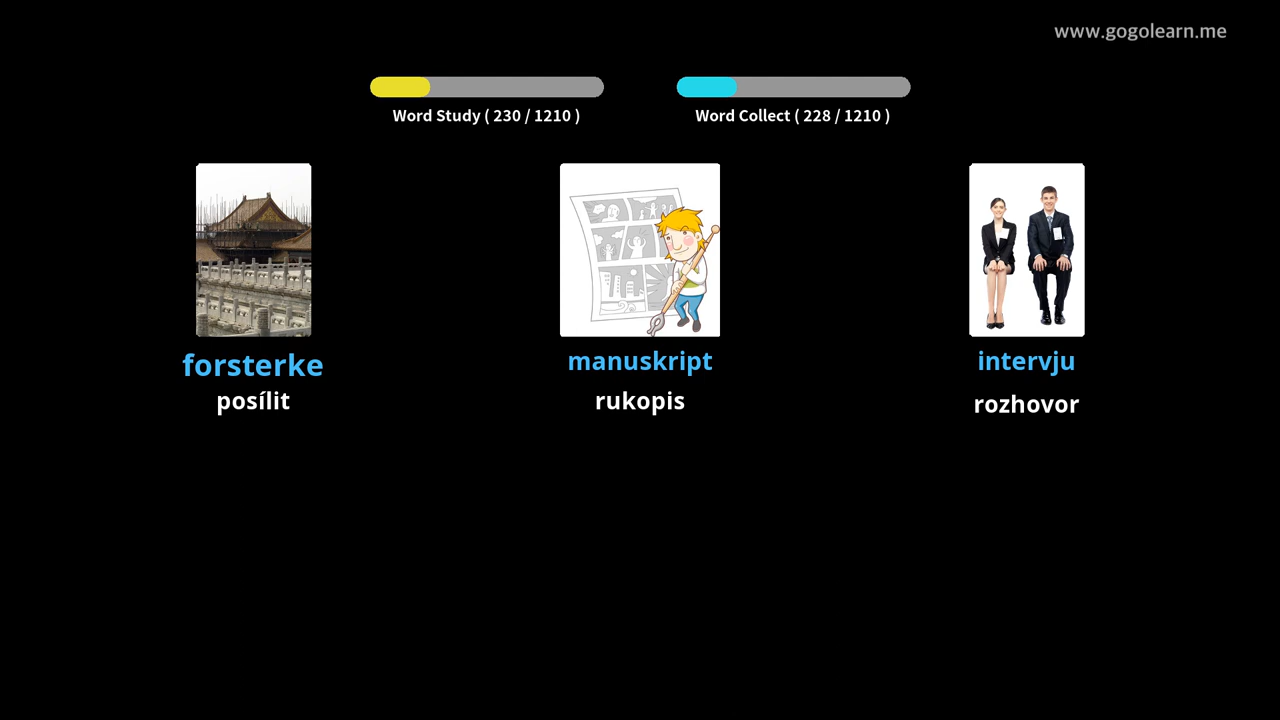 www.gogolearn.me
Word Study ( 230 / 1210 )
Word Collect ( 228 / 1210 )
forsterke
posílit
manuskript
rukopis
intervju
rozhovor